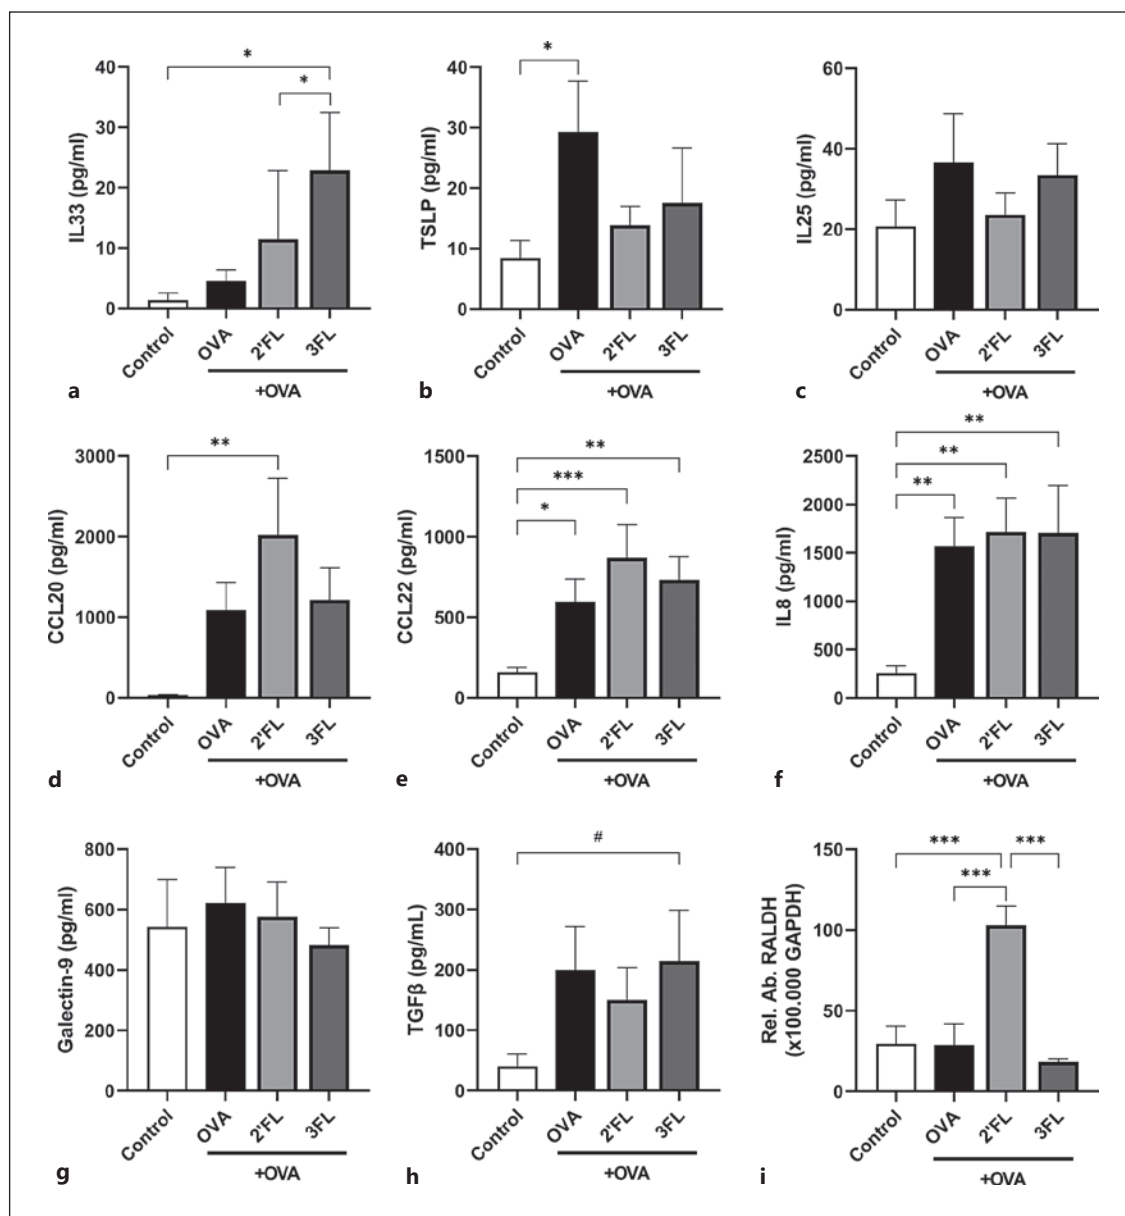 *
*
40
30
20
10
0
IL33 (pg/ml)
Control
OVA
2'FL
3FL
+OVA
a
*
40
30
20
10
0
TSLP (pg/ml)
Control
OVA
2'FL
3FL
+OVA
b
60
40
20
0
IL25 (pg/ml)
Control
OVA
2'FL
3FL
+OVA
c
**
3000
2000
1000
0
CCL20 (pg/ml)
Control
OVA
2'FL
3FL
+OVA
d
**
***
*
1500
1000
500
0
CCL22 (pg/ml)
Control
OVA
2'FL
3FL
+OVA
e
**
**
**
2500
2000
1500
1000
500
0
IL8 (pg/ml)
Control
OVA
2'FL
3FL
+OVA
f
800
600
400
200
0
Galectin-9 (pg/ml)
Control
OVA
2'FL
3FL
+OVA
g
#
400
300
200
100
0
TGFβ (pg/mL)
Control
OVA
2'FL
3FL
+OVA
h
*** ***
***
150
100
50
0
Rel. Ab. RALDH
(x100.000 GAPDH)
Control
OVA
2'FL
3FL
+OVA
i